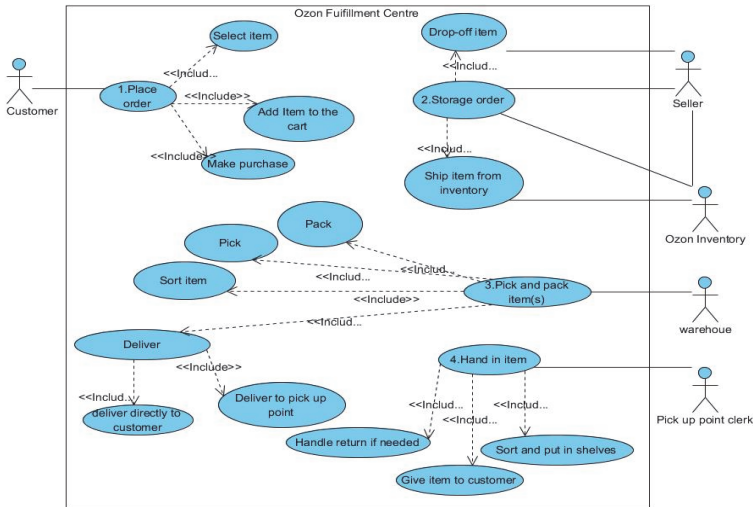 Ozon Fuifillment Centre
Select item
<<Includ...
Customer
1.Place
order
<<Include>>
Add Item to the
cart
<<Include>>
Make purchase
Drop-off item
<<Includ...
2.Storage order
Seller
<<Includ...
Ship item from
inventory
Ozon Inventory
Pack
Pick
Sort item
<<Includ...
<<Includ...
<<Include>>
<<Includ...
3.Pick and pack
item(s)
warehoue
Deliver
<<Includ...
<<Include>>
deliver directly to
customer
Deliver to pick up
point
4.Hand in item
Pick up point clerk
<<Includ...
<<Includ...
<<Includ...
Handle return if needed
Sort and put in shelves
Give item to customer